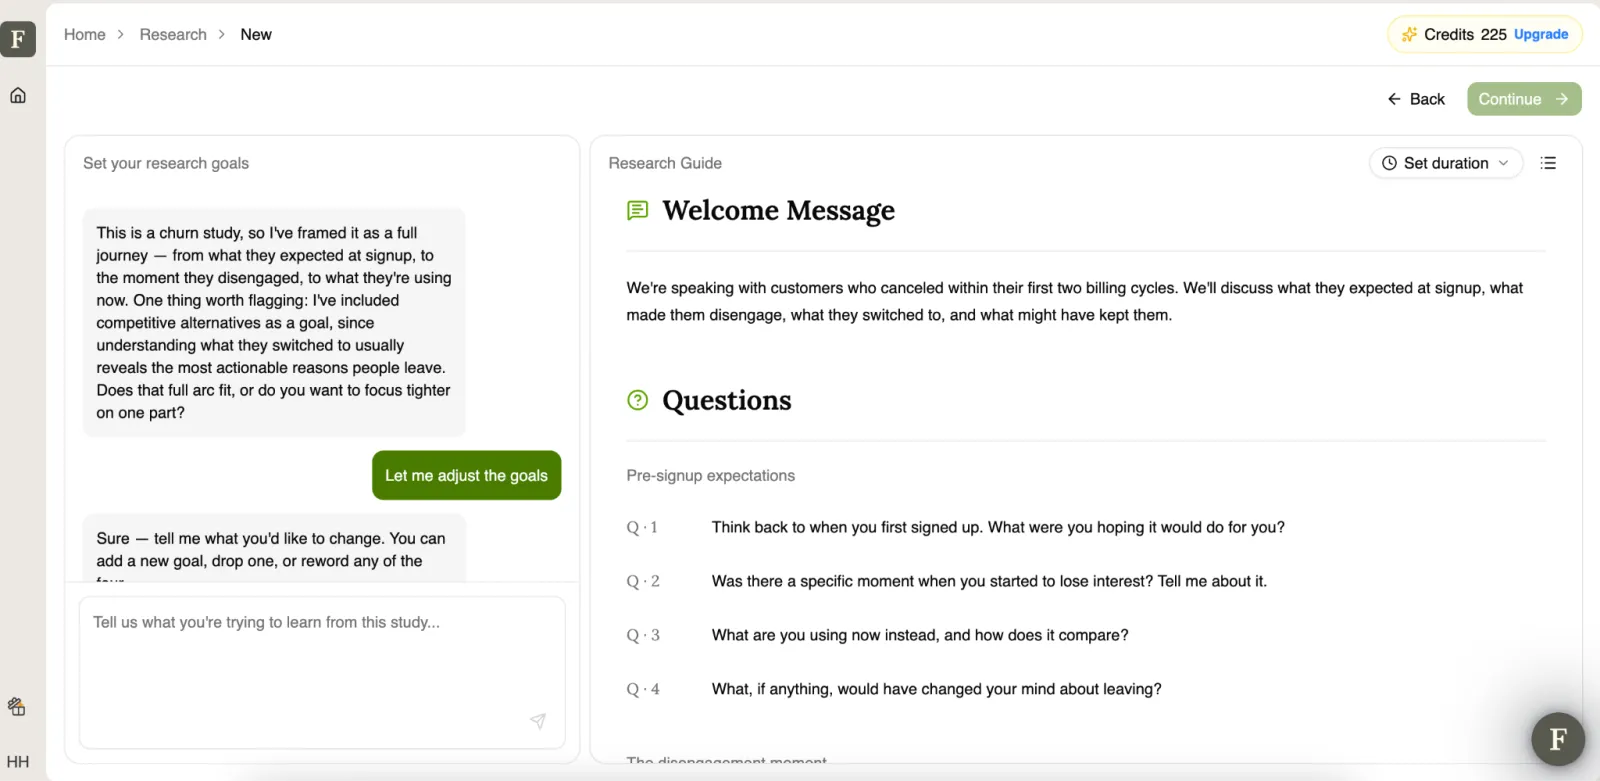 F
Home > Research > New
Credits 225 Upgrade
Back
Continue
Set your research goals
This is a churn study, so I've framed it as a full
journey — from what they expected at signup, to
the moment they disengaged, to what they're using
now. One thing worth flagging: I've included
competitive alternatives as a goal, since
understanding what they switched to usually
reveals the most actionable reasons people leave.
Does that full arc fit, or do you want to focus tighter
on one part?
Let me adjust the goals
Sure — tell me what you'd like to change. You can
add a new goal, drop one, or reword any of the
four
Tell us what you're trying to learn from this study...
Research Guide
Set duration
Welcome Message
We're speaking with customers who canceled within their first two billing cycles. We'll discuss what they expected at signup, what
made them disengage, what they switched to, and what might have kept them.
Questions
Pre-signup expectations
Q · 1 Think back to when you first signed up. What were you hoping it would do for you?
Q · 2 Was there a specific moment when you started to lose interest? Tell me about it.
Q · 3 What are you using now instead, and how does it compare?
Q · 4 What, if anything, would have changed your mind about leaving?
The disengagement moment
HH
F